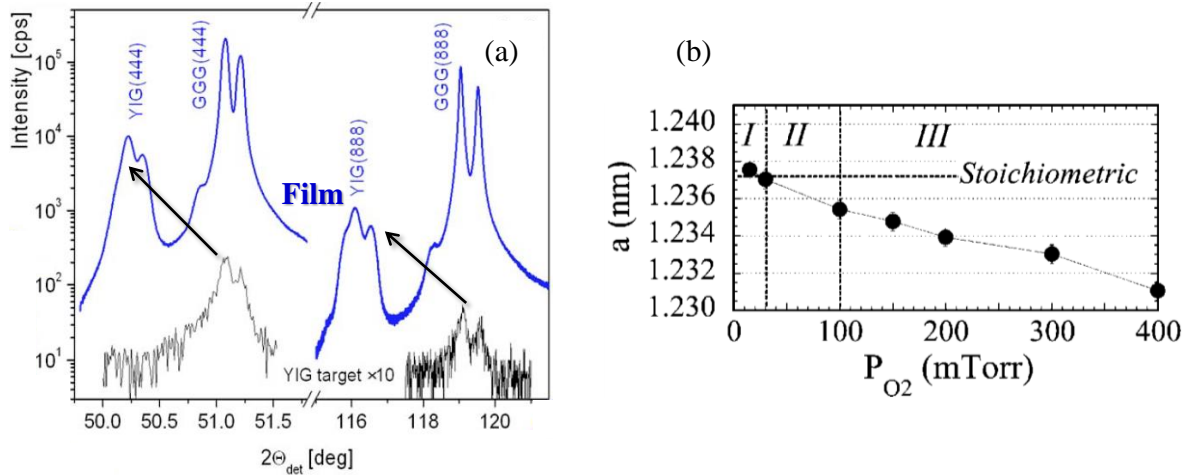 (a)
Intensity [cps]
10⁵
10⁴
10³
10²
10¹
YIG(444)
GGG(444)
Film
YIG(888)
GGG(888)
YIG target ×10
50.0 50.5 51.0 51.5 116 118 120
2Θdet [deg]
(b)
a (nm)
1.240
1.238
1.236
1.234
1.232
1.230
I II III
Stoichiometric
0 100 200 300 400
P O2 (mTorr)